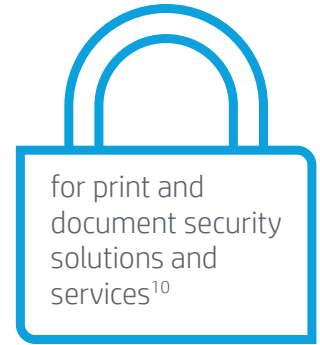 for print and
document security
solutions and
services¹⁰